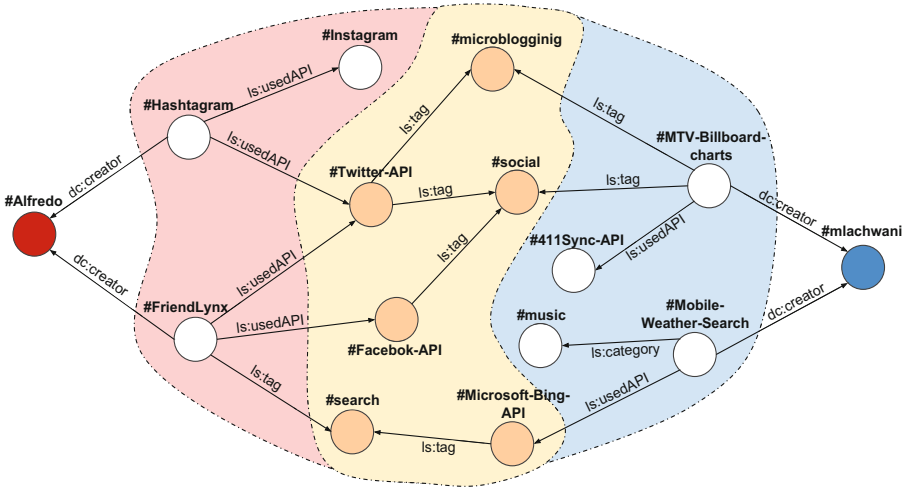 #Instagram
#microblogginig
ls:usedAPI
#Hashtagram
ls:tag
ls:tag
ls:usedAPI
#MTV-Billboard-
charts
#Twitter-API
#social
dc:creator
ls:tag
ls:tag
dc:creator
#Alfredo
#mlachwani
ls:usedAPI
ls:tag
#411Sync-API
ls:usedAPI
dc:creator
#FriendLynx
ls:usedAPI
#music
#Mobile-
Weather-Search
dc:creator
#Facebok-API
ls:category
ls:tag
#search
#Microsoft-Bing-
API
ls:usedAPI
ls:tag